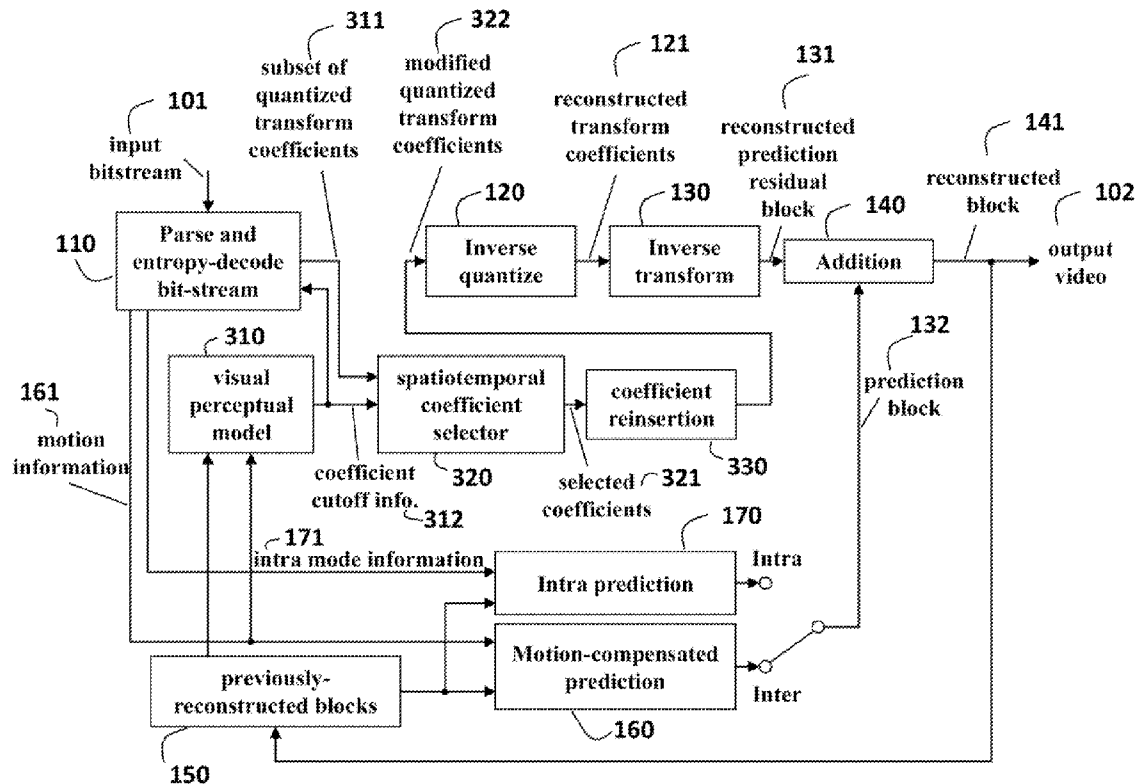 311
322
subset of
quantized
transform
coefficients
modified
quantized
transform
coefficients
121
reconstructed
transform
coefficients
131
reconstructed
prediction
residual
block
101
input
bitstream
141
reconstructed
block
102
output
video
110
Parse and
entropy-decode
bit-stream
120
Inverse
quantize
130
Inverse
transform
140
Addition
310
visual
perceptual
model
spatiotemporal
coefficient
selector
320
coefficient
reinsertion
330
132
prediction
block
161
motion
information
coefficient
cutoff info.
312
selected
coefficients
321
171
intra mode information
170
Intra prediction
Intra
Motion-compensated
prediction
160
Inter
previously-
reconstructed blocks
150